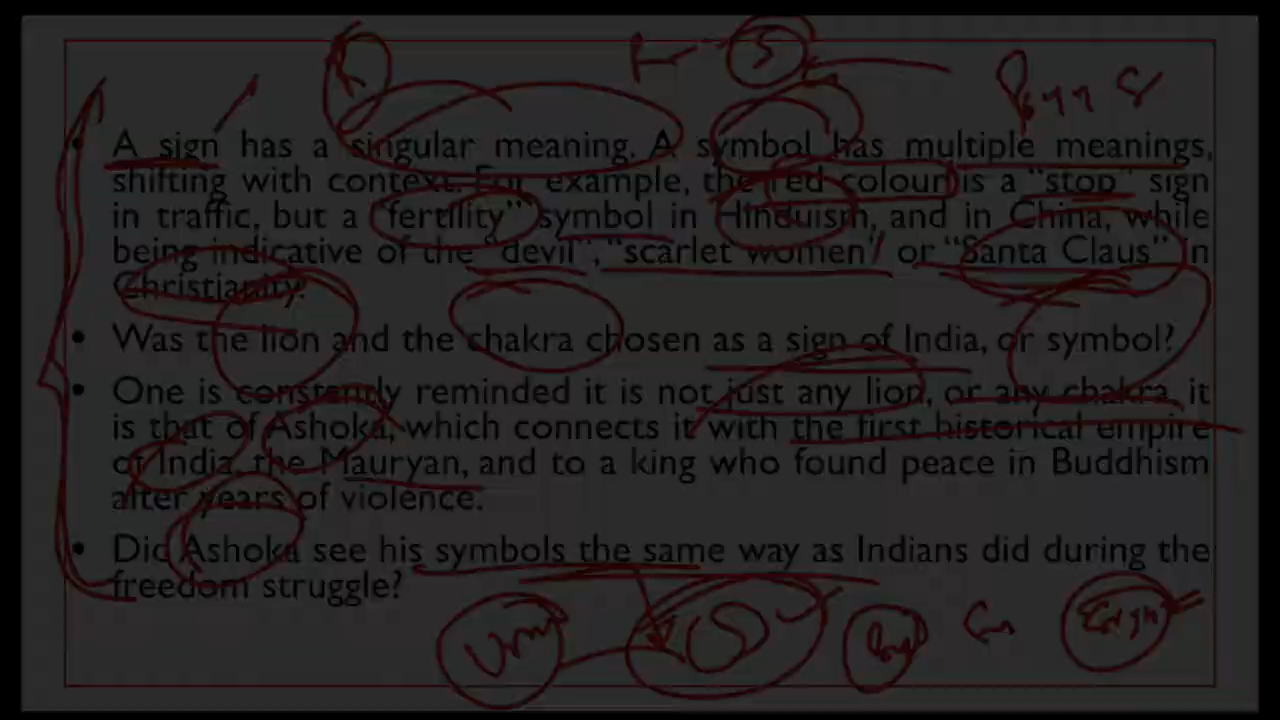 • A sign has a singular meaning. A symbol has multiple meanings,
shifting with context. For example, the red colour is a “stop” sign
in traffic, but a “fertility” symbol in Hinduism, and in China, while
being indicative of the “devil”, “scarlet women” or “Santa Claus” in
Christianity.
• Was the lion and the chakra chosen as a sign of India, or symbol?
• One is constantly reminded it is not just any lion, or any chakra, it
is that of Ashoka, which connects it with the first historical empire
of India, the Mauryan, and to a king who found peace in Buddhism
after years of violence.
• Did Ashoka see his symbols the same way as Indians did during the
freedom struggle?